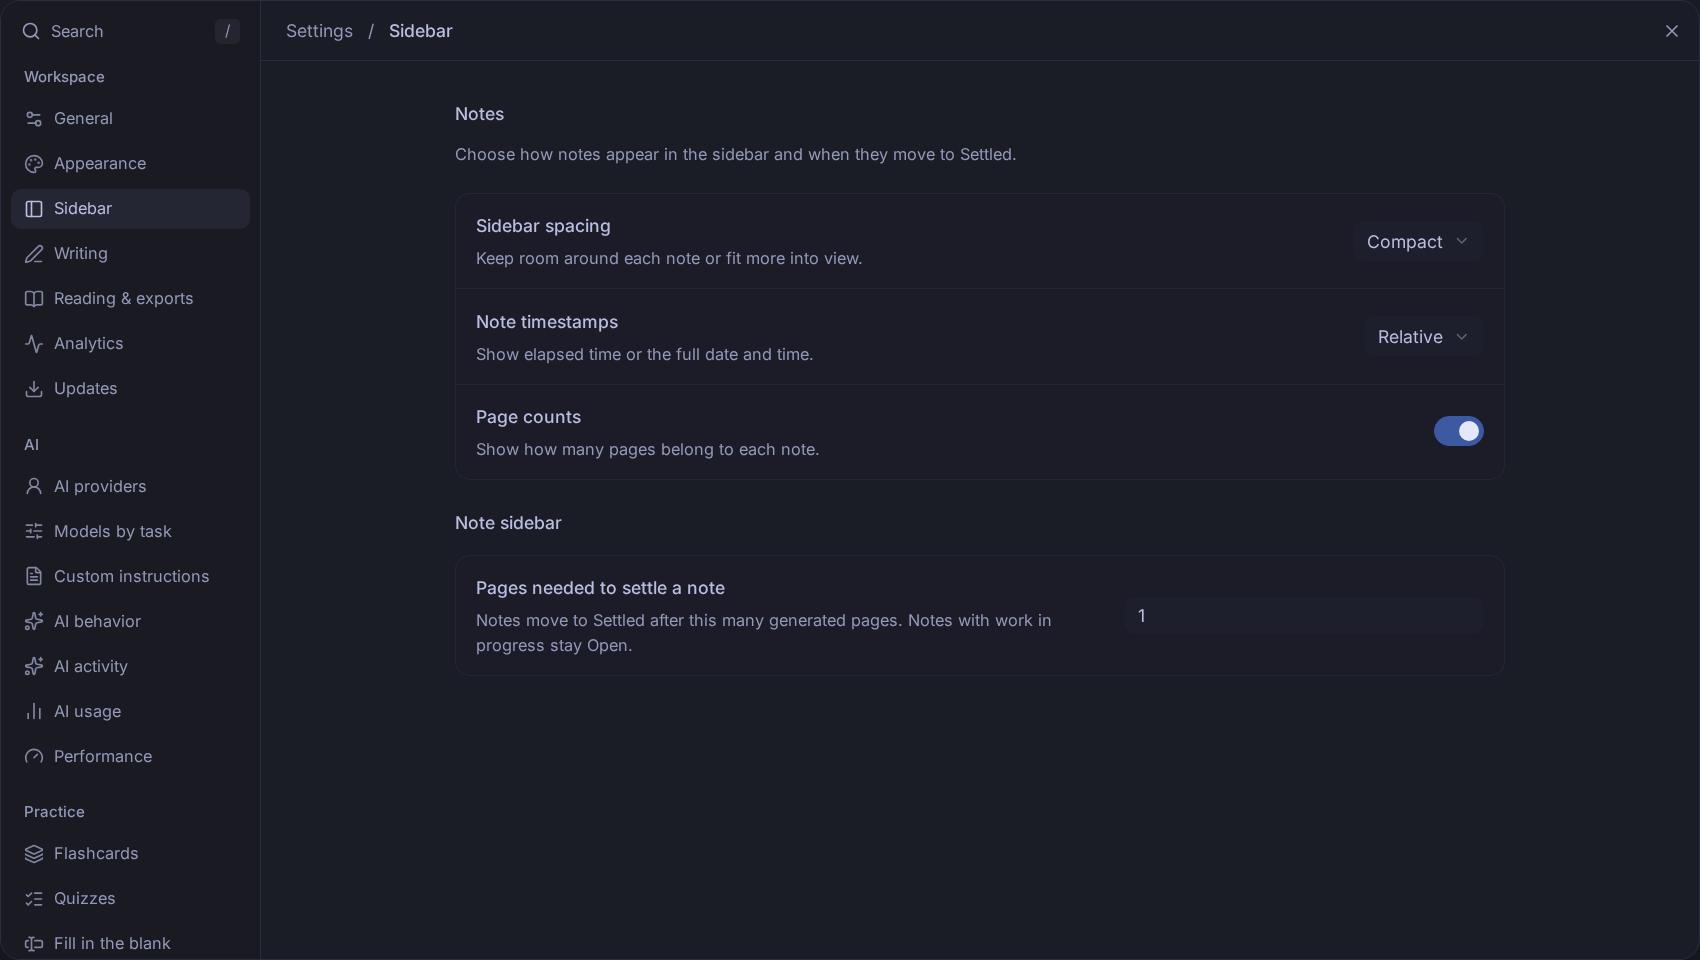 Search /
Workspace
General
Appearance
Sidebar
Writing
Reading & exports
Analytics
Updates
AI
AI providers
Models by task
Custom instructions
AI behavior
AI activity
AI usage
Performance
Practice
Flashcards
Quizzes
Fill in the blank
Settings / Sidebar
Notes
Choose how notes appear in the sidebar and when they move to Settled.
Sidebar spacing
Keep room around each note or fit more into view.
Compact
Note timestamps
Show elapsed time or the full date and time.
Relative
Page counts
Show how many pages belong to each note.
Note sidebar
Pages needed to settle a note
Notes move to Settled after this many generated pages. Notes with work in
progress stay Open.
1